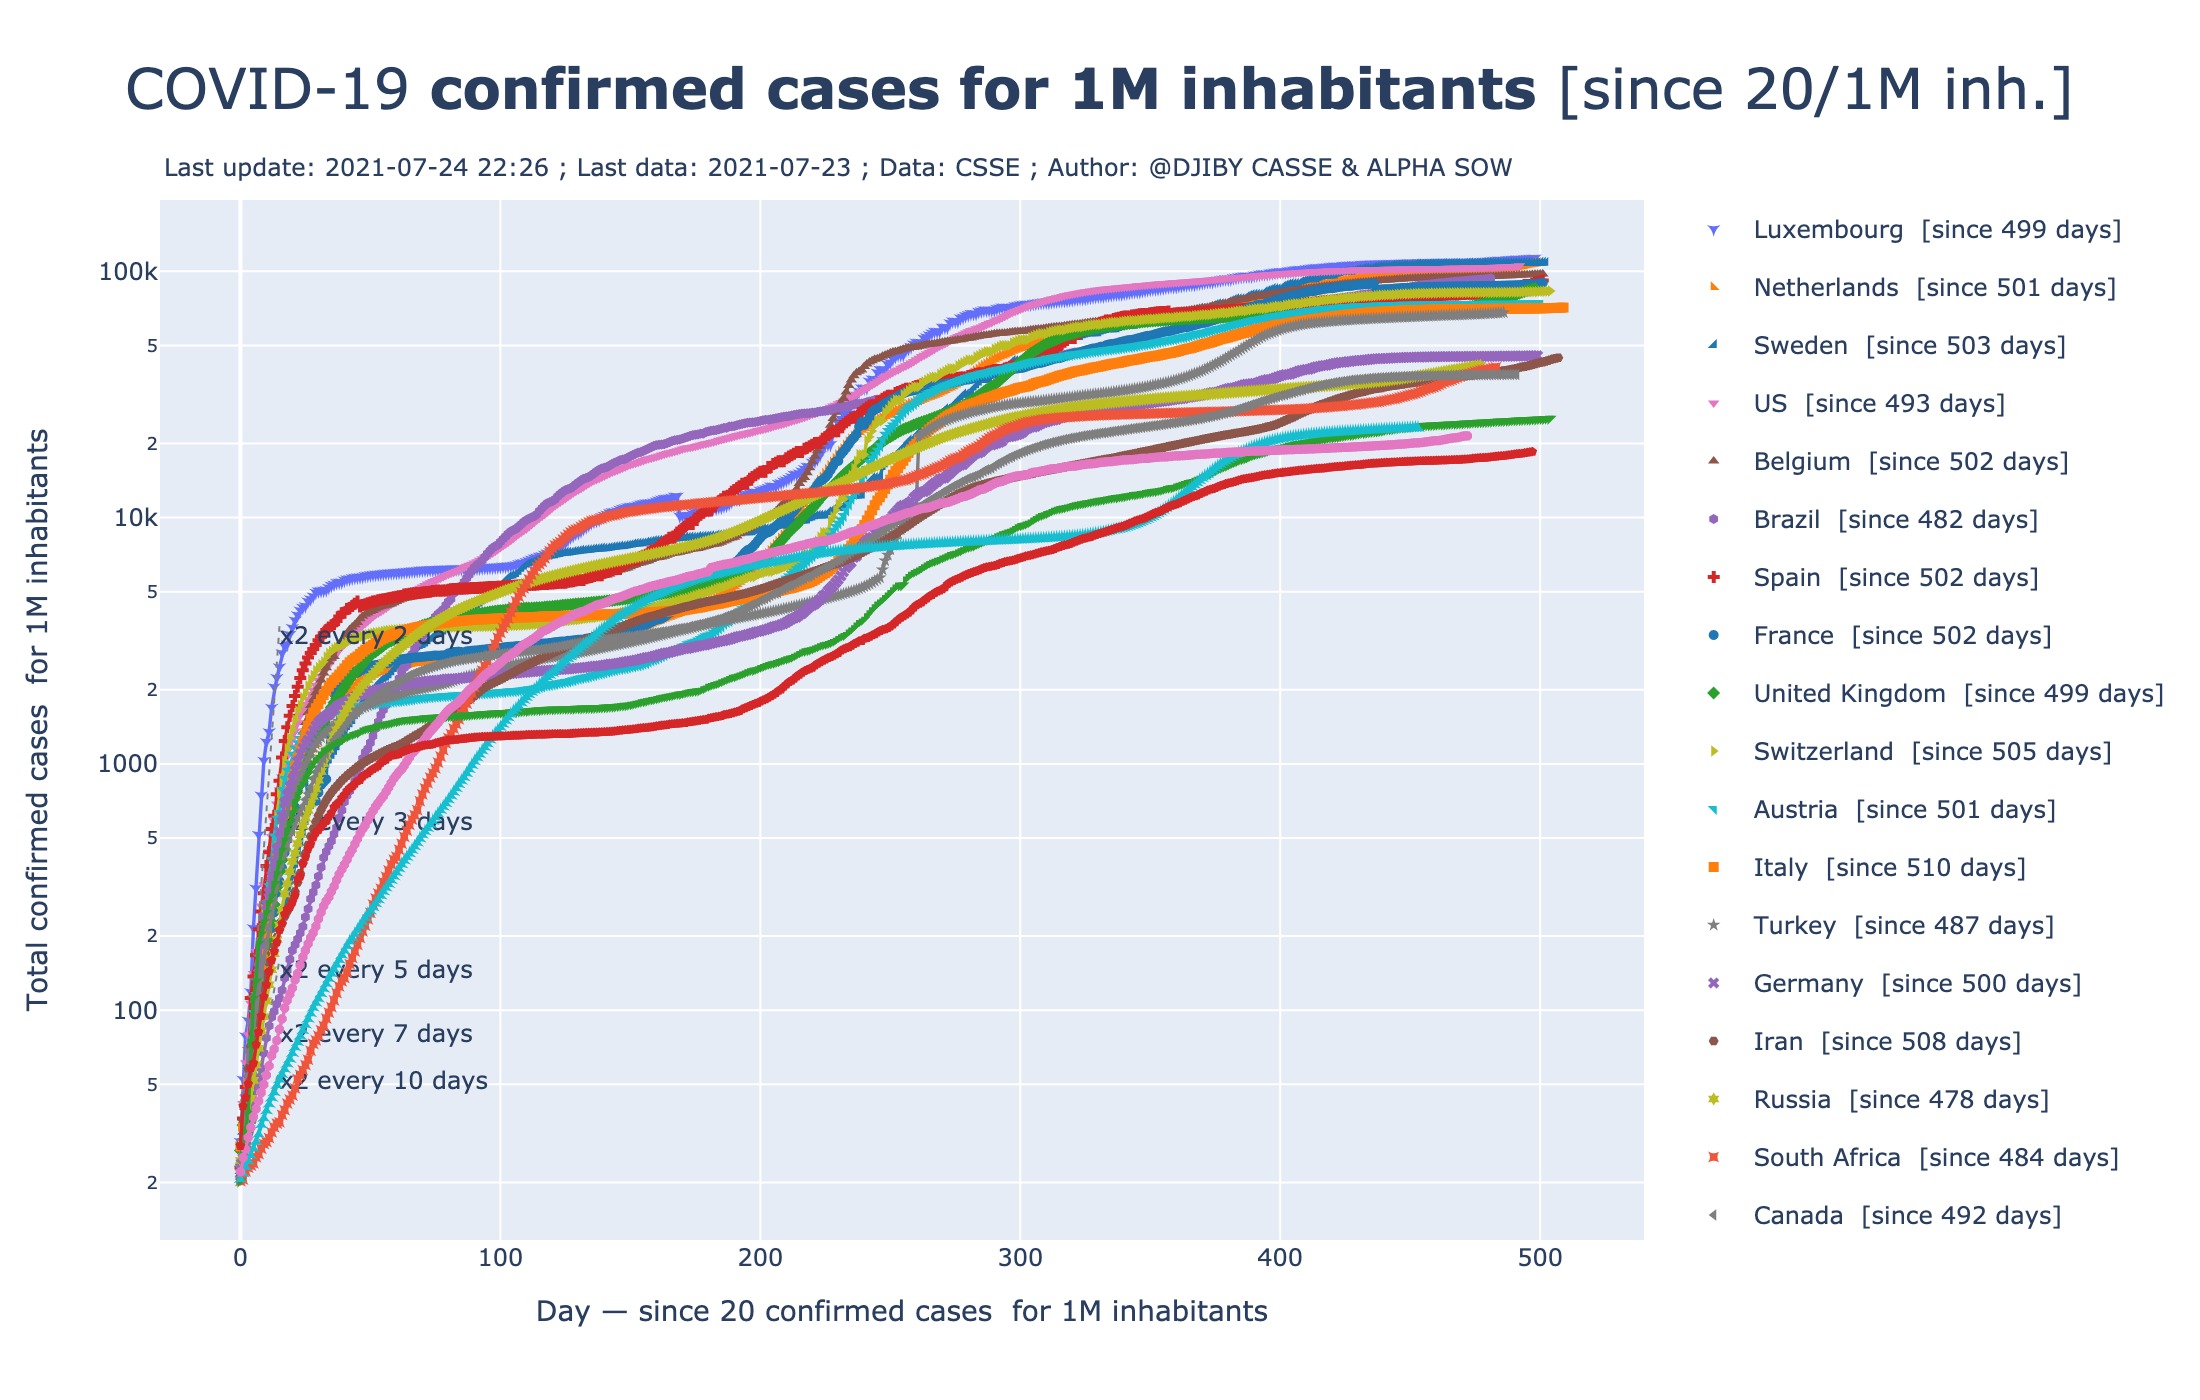 COVID-19 confirmed cases for 1M inhabitants [since 20/1M inh.]
Last update: 2021-07-24 22:26 ; Last data: 2021-07-23 ; Data: CSSE ; Author: @DJIBY CASSE & ALPHA SOW
Total confirmed cases for 1M inhabitants
100k
5
2
10k
5
2
1000
5
2
100
5
2
x2 every 2 days
every 3 days
x2 every 5 days
x2 every 7 days
x2 every 10 days
0 100 200 300 400 500
Day — since 20 confirmed cases for 1M inhabitants
Luxembourg [since 499 days]
Netherlands [since 501 days]
Sweden [since 503 days]
US [since 493 days]
Belgium [since 502 days]
Brazil [since 482 days]
Spain [since 502 days]
France [since 502 days]
United Kingdom [since 499 days]
Switzerland [since 505 days]
Austria [since 501 days]
Italy [since 510 days]
Turkey [since 487 days]
Germany [since 500 days]
Iran [since 508 days]
Russia [since 478 days]
South Africa [since 484 days]
Canada [since 492 days]